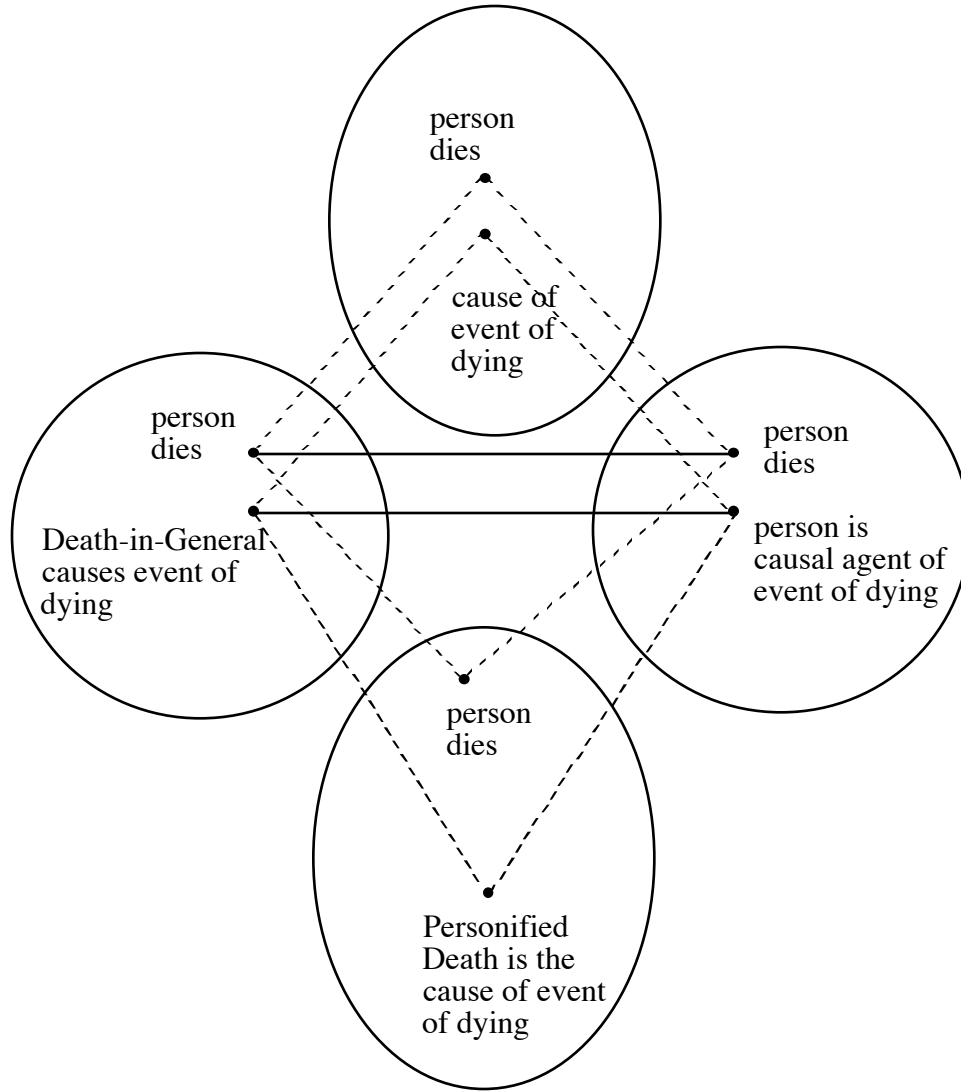 person
dies
cause of
event of
dying
person
dies
Death-in-General
causes event of
dying
person
dies
person is
causal agent of
event of dying
person
dies
Personified
Death is the
cause of event
of dying